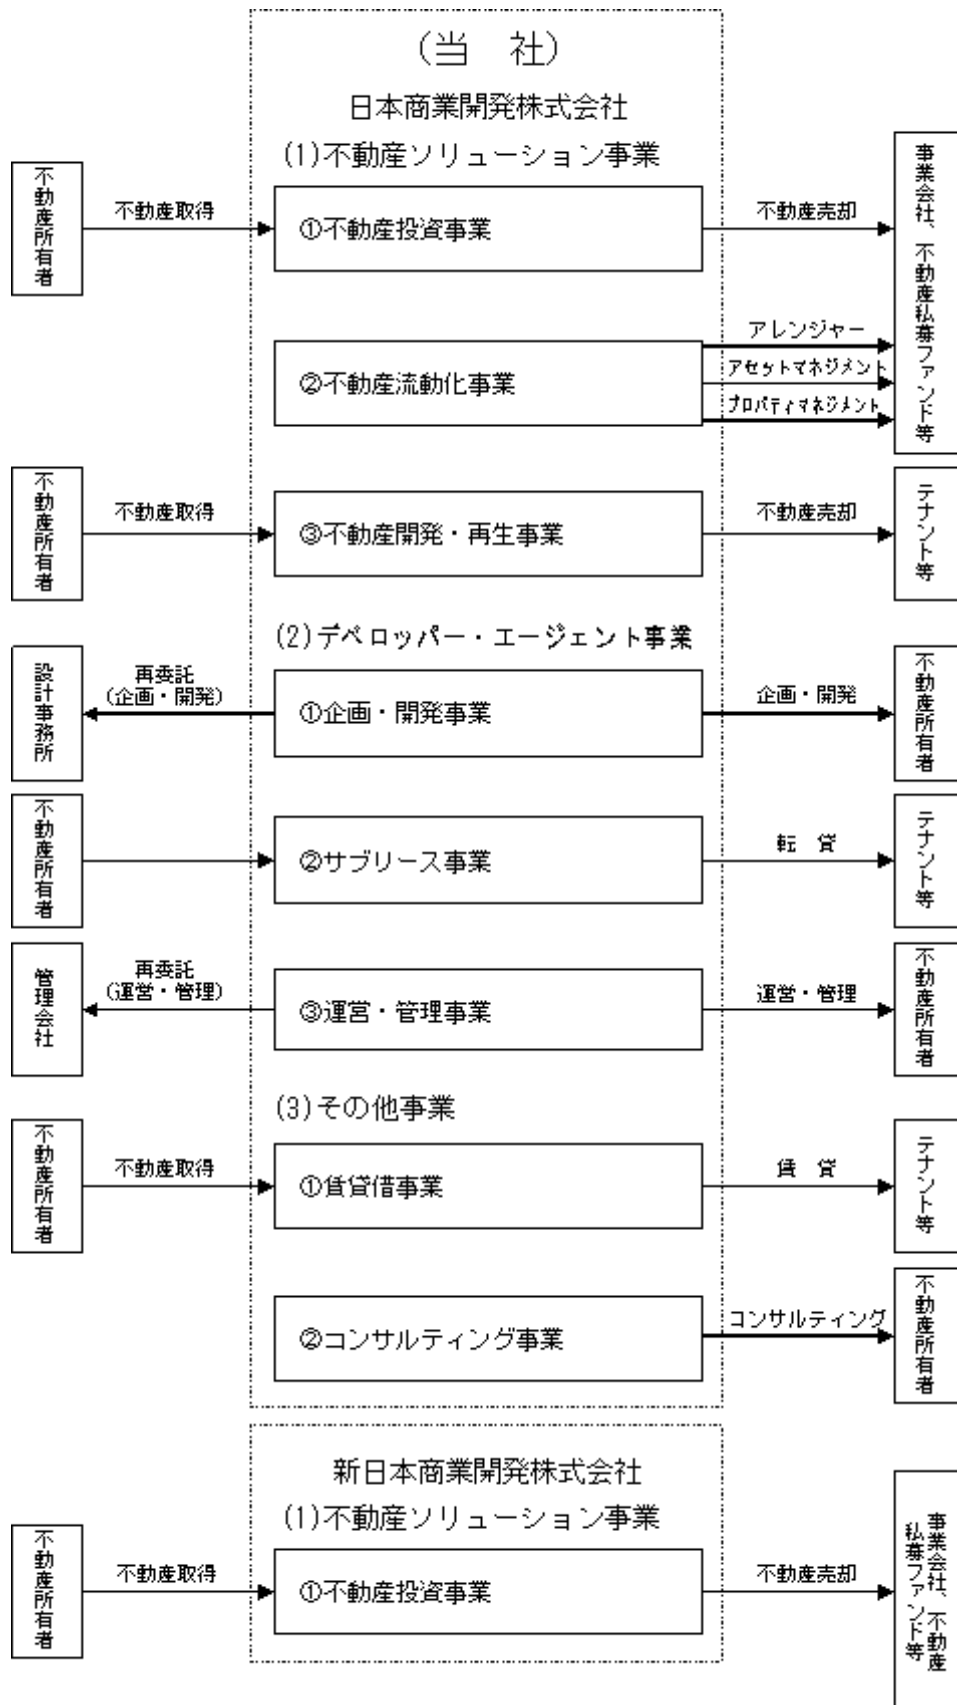 (当　社)
日本商業開発株式会社
(1)不動産ソリューション事業
不動産所有者
不動産取得
①不動産投資事業
不動産売却
事業会社、不動産私募ファンド等
②不動産流動化事業
アレンジャー
アセットマネジメント
プロパティマネジメント
不動産所有者
不動産取得
③不動産開発・再生事業
不動産売却
テナント等
(2)デベロッパー・エージェント事業
設計事務所
再委託
(企画・開発)
①企画・開発事業
企画・開発
不動産所有者
不動産所有者
②サブリース事業
転　貸
テナント等
管理会社
再委託
(運営・管理)
③運営・管理事業
運営・管理
不動産所有者
(3)その他事業
不動産所有者
不動産取得
①賃貸借事業
賃　貸
テナント等
②コンサルティング事業
コンサルティング
不動産所有者
新日本商業開発株式会社
(1)不動産ソリューション事業
不動産所有者
不動産取得
①不動産投資事業
不動産売却
事業会社、不動産
私募ファンド等